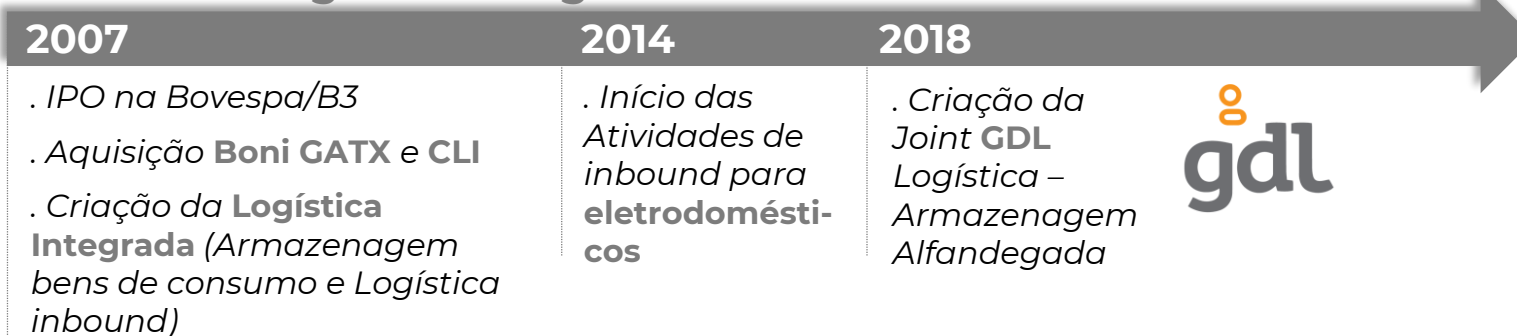 2007
2014
2018
. IPO na Bovespa/B3
. Aquisição Boni GATX e CLI
. Criação da Logística
Integrada (Armazenagem
bens de consumo e Logística
inbound)
. Início das
Atividades de
inbound para
eletrodomésti-
cos
. Criação da
Joint GDL
Logística –
Armazenagem
Alfandegada
gdl